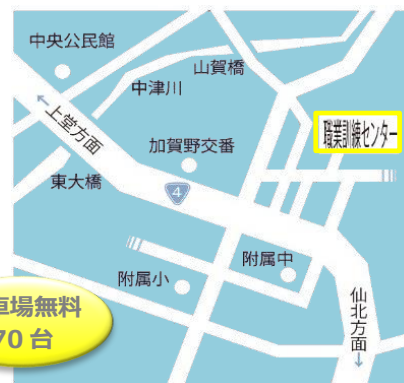 中央公民館
山賀橋
中津川
←上堂方面
職業訓練センター
加賀野交番
東大橋
4
附属中
附属小
車場無料
70 台
仙北方面→